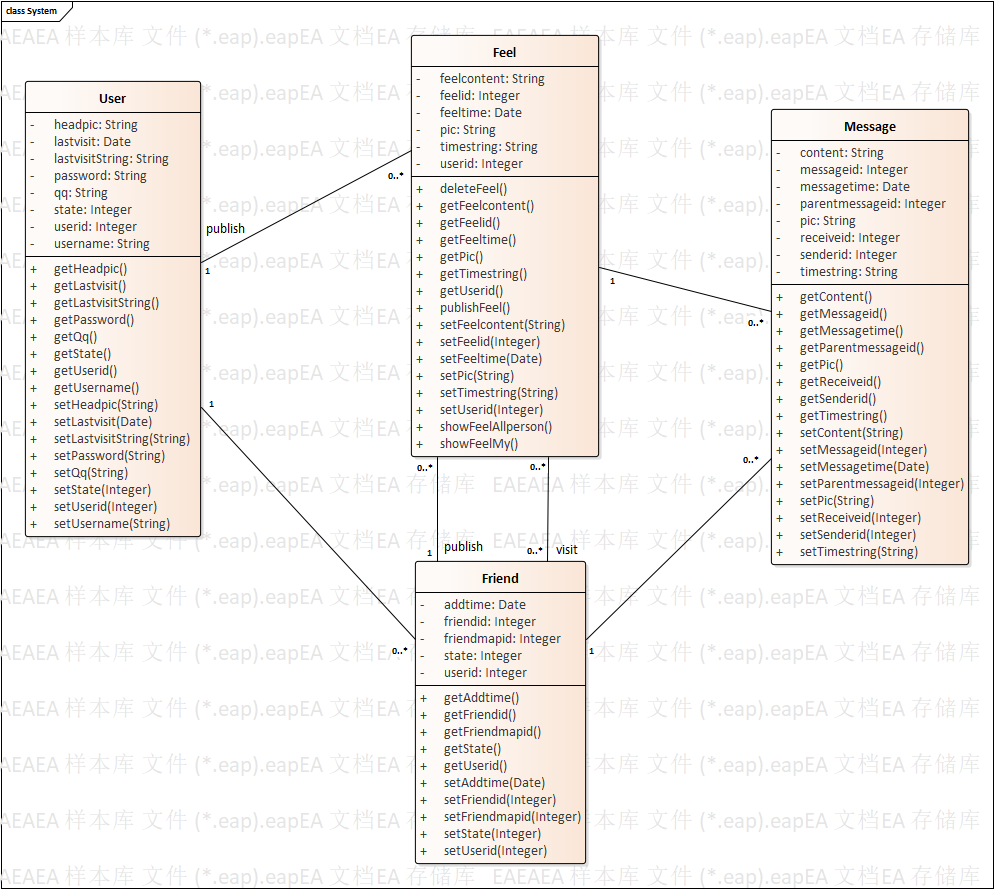 class System
User
- headpic: String
- lastvisit: Date
- lastvisitString: String
- password: String
- qq: String
- state: Integer
- userid: Integer
- username: String
+ getHeadpic()
+ getLastvisit()
+ getLastvisitString()
+ getPassword()
+ getQq()
+ getState()
+ getUserid()
+ getUsername()
+ setHeadpic(String)
+ setLastvisit(Date)
+ setLastvisitString(String)
+ setPassword(String)
+ setQq(String)
+ setState(Integer)
+ setUserid(Integer)
+ setUsername(String)
publish
1
0..*
1
0..*
Feel
- feelcontent: String
- feelid: Integer
- feeltime: Date
- pic: String
- timestring: String
- userid: Integer
+ deleteFeel()
+ getFeelcontent()
+ getFeelid()
+ getFeeltime()
+ getPic()
+ getTimestring()
+ getUserid()
+ publishFeel()
+ setFeelcontent(String)
+ setFeelid(Integer)
+ setFeeltime(Date)
+ setPic(String)
+ setTimestring(String)
+ setUserid(Integer)
+ showFeelAllperson()
+ showFeelMy()
1
0..*
0..*
0..*
1
publish
0..*
visit
Message
- content: String
- messageid: Integer
- messagetime: Date
- parentmessageid: Integer
- pic: String
- receiveid: Integer
- senderid: Integer
- timestring: String
+ getContent()
+ getMessageid()
+ getMessagetime()
+ getParentmessageid()
+ getPic()
+ getReceiveid()
+ getSenderid()
+ getTimestring()
+ setContent(String)
+ setMessageid(Integer)
+ setMessagetime(Date)
+ setParentmessageid(Integer)
+ setPic(String)
+ setReceiveid(Integer)
+ setSenderid(Integer)
+ setTimestring(String)
0..*
1
Friend
- addtime: Date
- friendid: Integer
- friendmapid: Integer
- state: Integer
- userid: Integer
+ getAddtime()
+ getFriendid()
+ getFriendmapid()
+ getState()
+ getUserid()
+ setAddtime(Date)
+ setFriendid(Integer)
+ setFriendmapid(Integer)
+ setState(Integer)
+ setUserid(Integer)
EAEAEA 样本库 文件 (*.eap).eapEA 文档EA 存储库